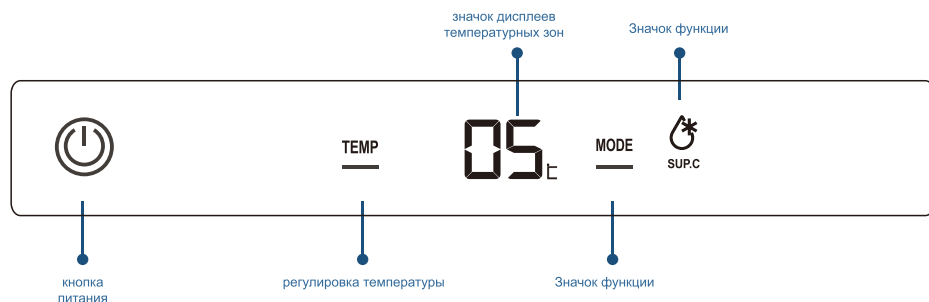 значок дисплеев
температурных зон
Значок функции
TEMP
05
MODE
SUP.C
кнопка
питания
регулировка температуры
Значок функции